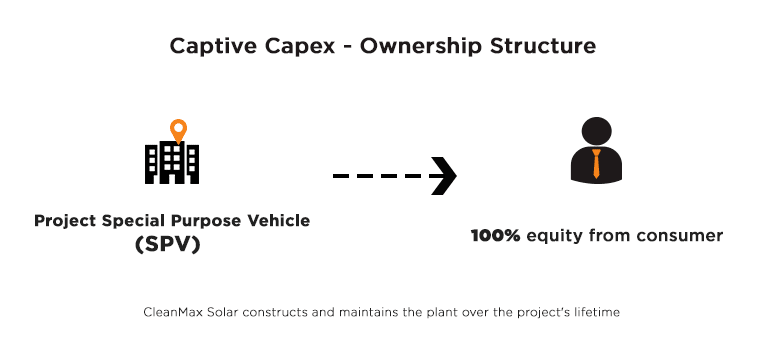 Captive Capex - Ownership Structure
Project Special Purpose Vehicle
(SPV)
100% equity from consumer
CleanMax Solar constructs and maintains the plant over the project's lifetime